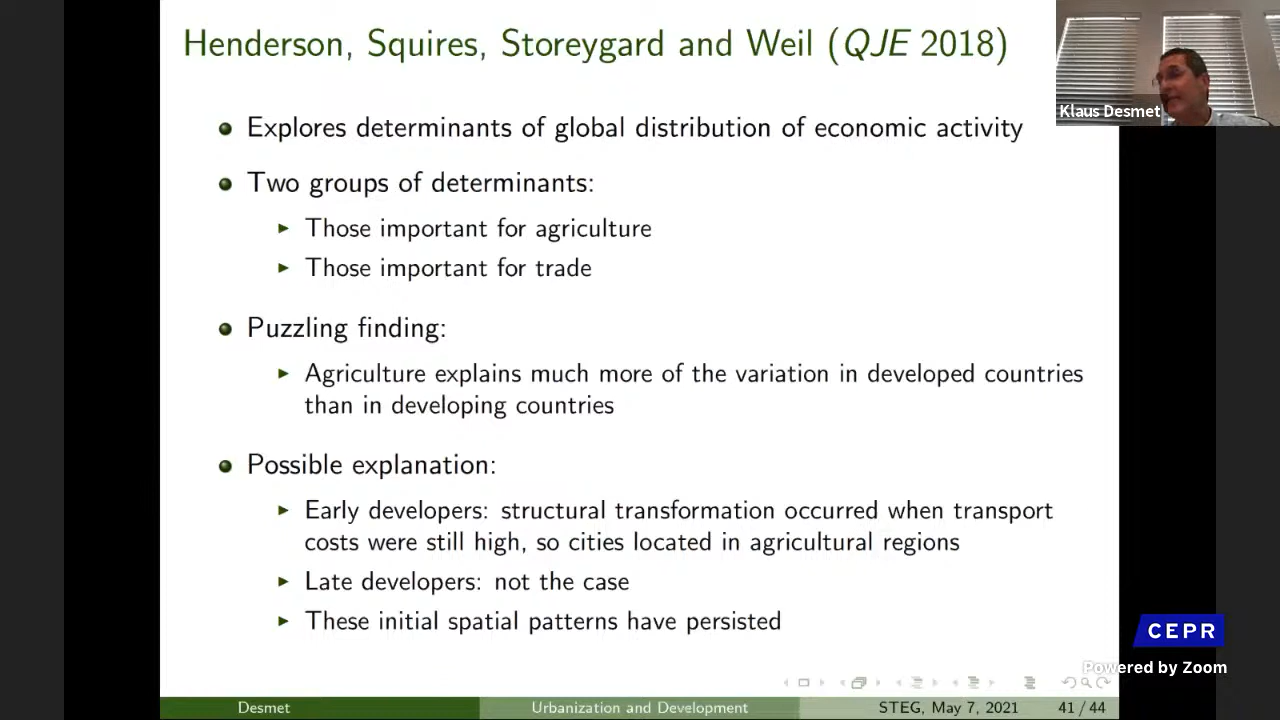 Henderson, Squires, Storeygard and Weil (QJE 2018)
Klaus Desmet
Explores determinants of global distribution of economic activity
Two groups of determinants:
Those important for agriculture
Those important for trade
Puzzling finding:
Agriculture explains much more of the variation in developed countries
than in developing countries
Possible explanation:
Early developers: structural transformation occurred when transport
costs were still high, so cities located in agricultural regions
Late developers: not the case
These initial spatial patterns have persisted
CEPR
Powered by Zoom
Desmet
Urbanization and Development
STEG, May 7, 2021
41 / 44